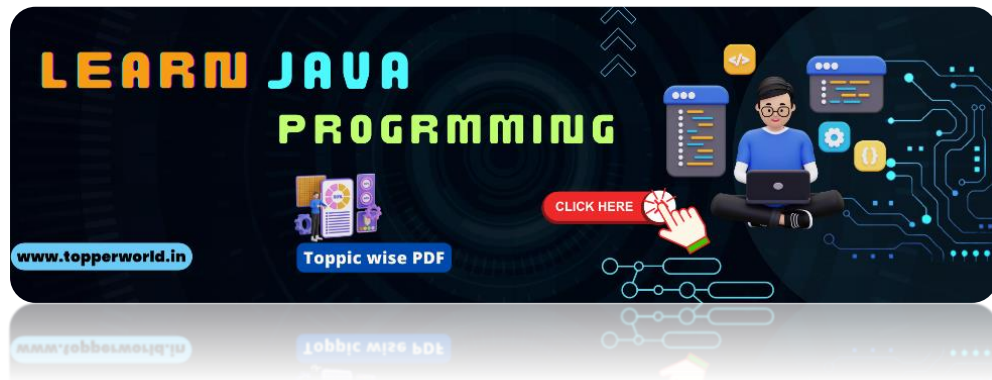 LEARN JAVA
PROGRMMING
CLICK HERE
www.topperworld.in
Toppic wise PDF